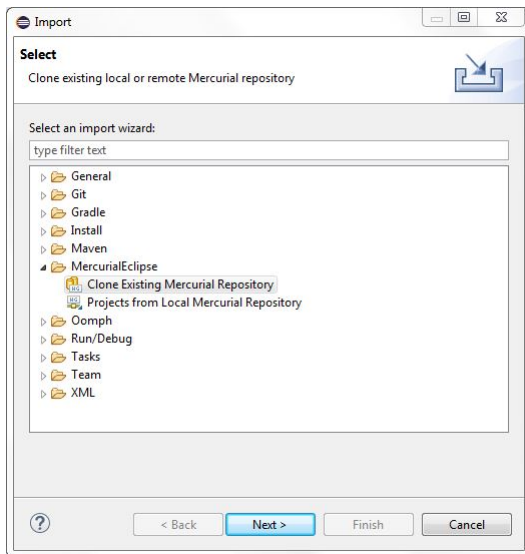 Import
Select
Clone existing local or remote Mercurial repository
Select an import wizard:
type filter text
General
Git
Gradle
Install
Maven
MercurialEclipse
Clone Existing Mercurial Repository
Projects from Local Mercurial Repository
Oomph
Run/Debug
Tasks
Team
XML
? < Back Next > Finish Cancel